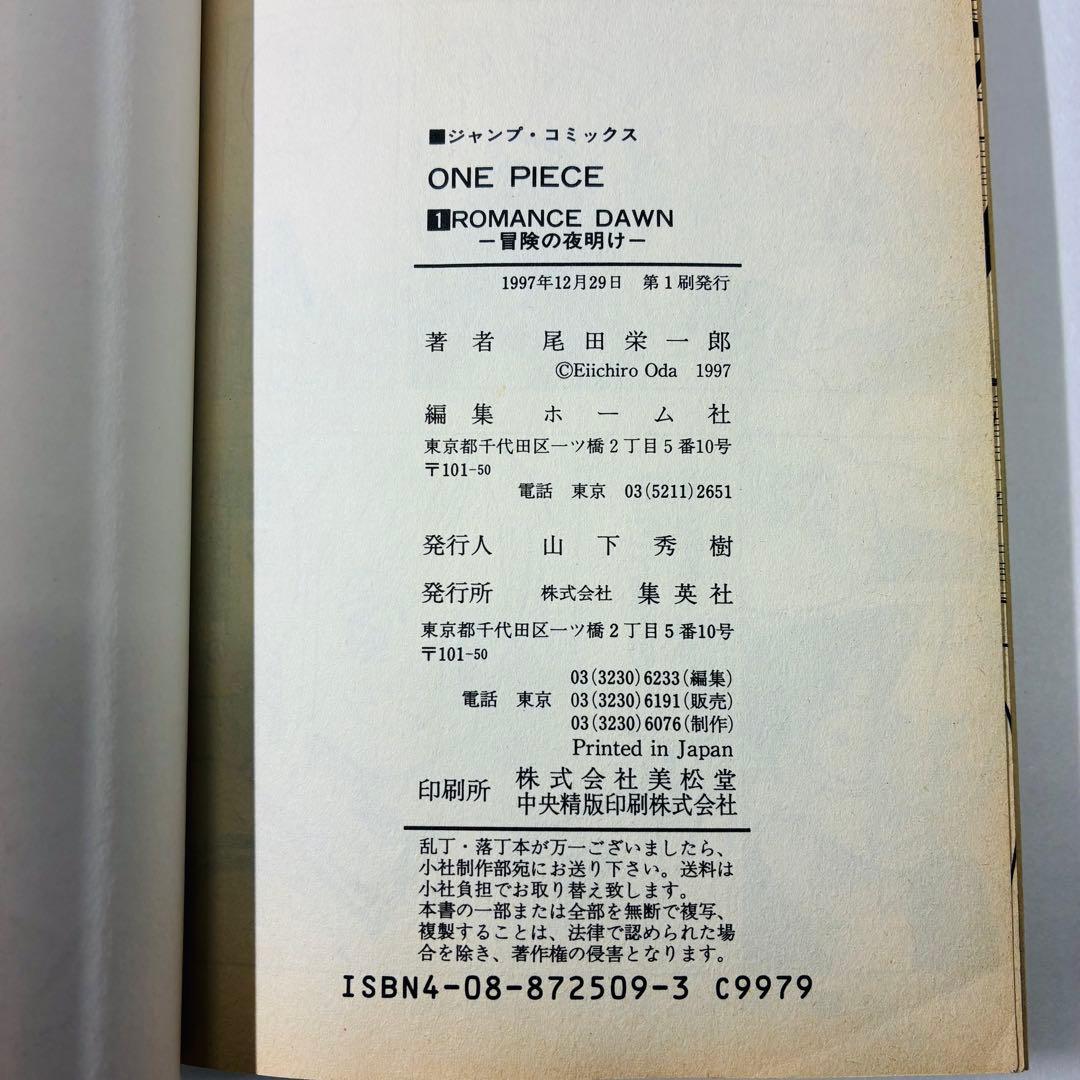 ■ジャンプ・コミックス
ONE PIECE
1 ROMANCE DAWN
―冒険の夜明け―
1997年12月29日 第1刷発行
著者 尾田栄一郎
©Eiichiro Oda 1997
編集 ホーム社
東京都千代田区一ツ橋2丁目5番10号
〒101-50
電話 東京 03(5211)2651
発行人 山下秀樹
発行所 株式会社 集英社
東京都千代田区一ツ橋2丁目5番10号
〒101-50
03(3230)6233(編集)
電話 東京 03(3230)6191(販売)
03(3230)6076(制作)
Printed in Japan
印刷所 株式会社美松堂
中央精版印刷株式会社
乱丁・落丁本が万一ございましたら、
小社制作部宛にお送り下さい。送料は
小社負担でお取り替え致します。
本書の一部または全部を無断で複写、
複製することは、法律で認められた場
合を除き、著作権の侵害となります。
ISBN4-08-872509-3 C9979